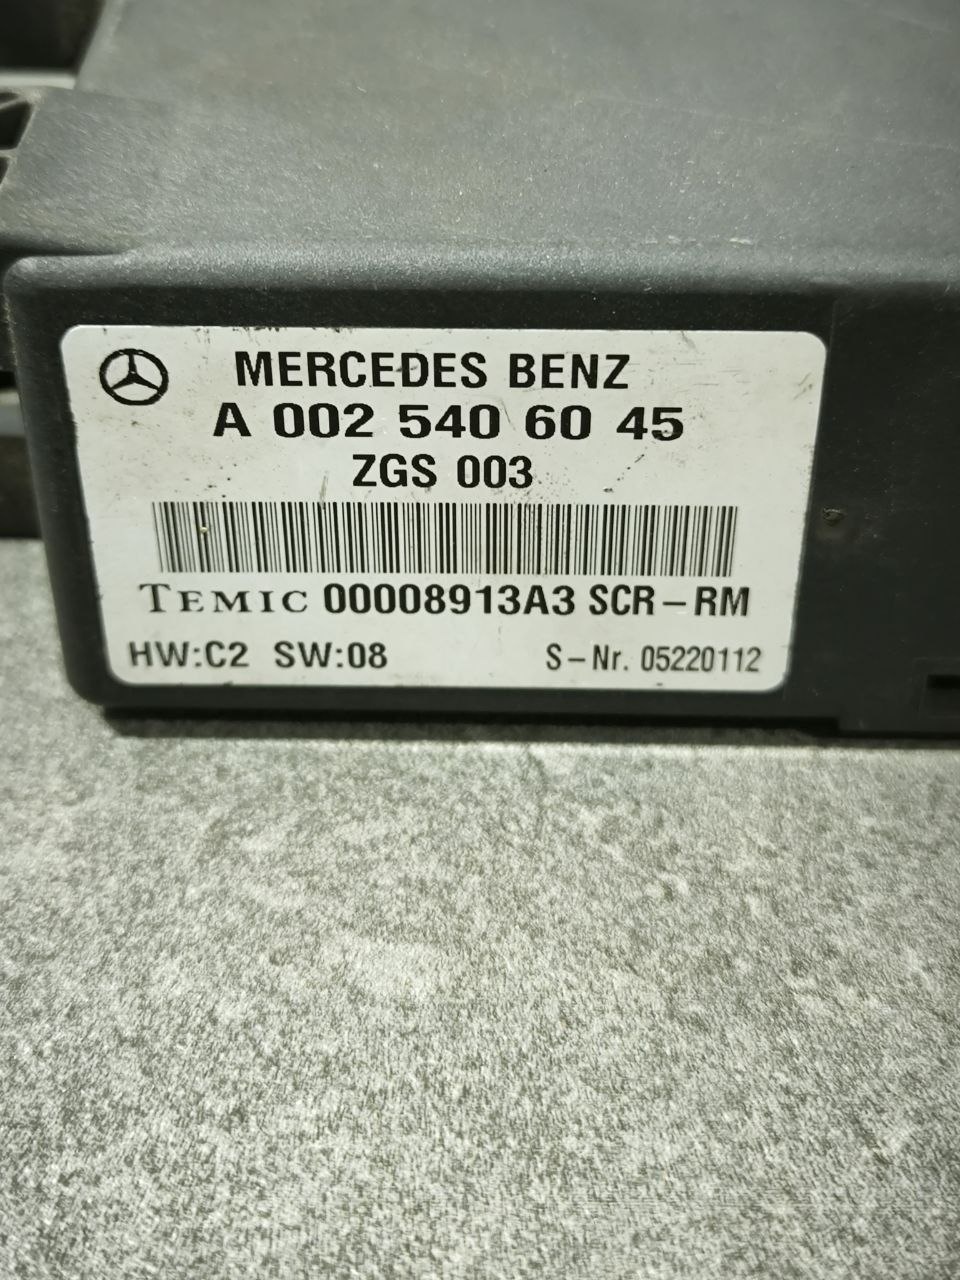 MERCEDES BENZ
A 002 540 60 45
ZGS 003
TEMIC 00008913A3 SCR-RM
HW:C2 SW:08 S-Nr. 05220112